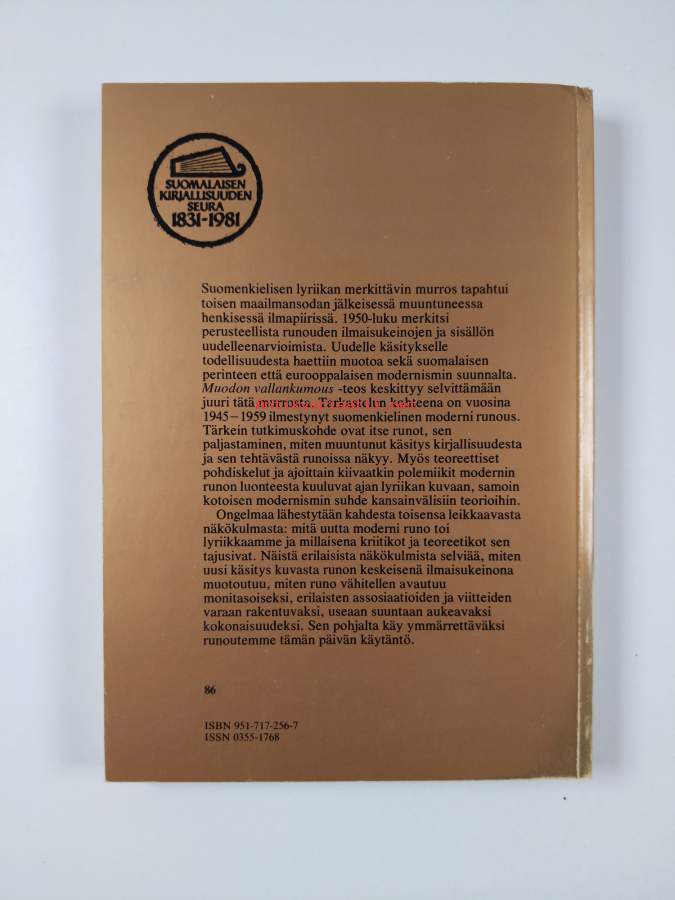 SUOMALAISEN
KIRJALLISUUDEN
SEURA
1831-1981
Suomenkielisen lyriikan merkittävin murros tapahtui
toisen maailmansodan jälkeisessä muuntuneessa
henkisessä ilmapiirissä. 1950-luku merkitsi
perusteellista runouden ilmaisukeinojen ja sisällön
uudelleenarvioimista. Uudelle käsitykselle
todellisuudesta haettiin muotoa sekä suomalaisen
perinteen että eurooppalaisen modernismin suunnalta.
Muodon vallankumous -teos keskittyy selvittämään
juuri tätä murrosta. Tarkastelun kohteena on vuosina
1945–1959 ilmestynyt suomenkielinen moderni runous.
Tärkein tutkimuskohde ovat itse runot, sen
paljastaminen, miten muuntunut käsitys kirjallisuudesta
ja sen tehtävästä runoissa näkyy. Myös teoreettiset
pohdiskelut ja ajoittain kiivaatkin polemiikit modernin
runon luonteesta kuuluvat ajan lyriikan kuvaan, samoin
kotoisen modernismin suhde kansainvälisiin teorioihin.
Ongelmaa lähestytään kahdesta toisensa leikkaavasta
näkökulmasta: mitä uutta moderni runo toi
lyriikkaamme ja millaisena kriitikot ja teoreetikot sen
tajusivat. Näistä erilaisista näkökulmista selviää, miten
uusi käsitys kuvasta runon keskeisenä ilmaisukeinona
muotoutuu, miten runo vähitellen avautuu
monitasoiseksi, erilaisten assosiaatioiden ja viitteiden
varaan rakentuvaksi, useaan suuntaan aukeavaksi
kokonaisuudeksi. Sen pohjalta käy ymmärrettäväksi
runoutemme tämän päivän käytäntö.
86
ISBN 951-717-256-7
ISSN 0355-1768